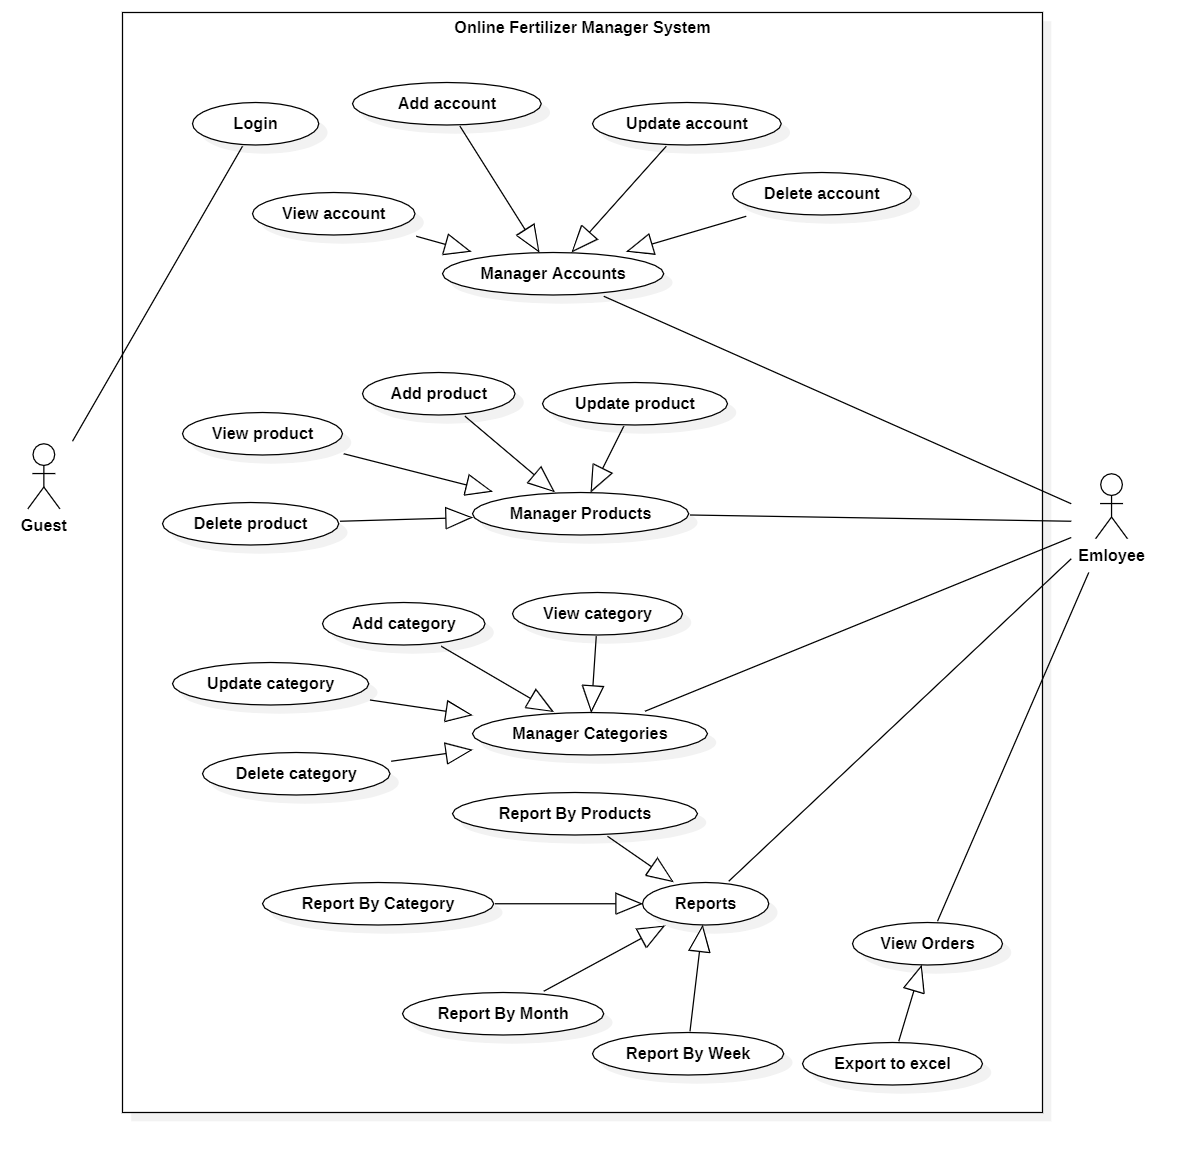 Online Fertilizer Manager System
Add account
Login
Update account
Delete account
View account
Manager Accounts
Add product
Update product
View product
Manager Products
Delete product
Guest
Emloyee
View category
Add category
Update category
Manager Categories
Delete category
Report By Products
Report By Category
Reports
View Orders
Report By Month
Report By Week
Export to excel